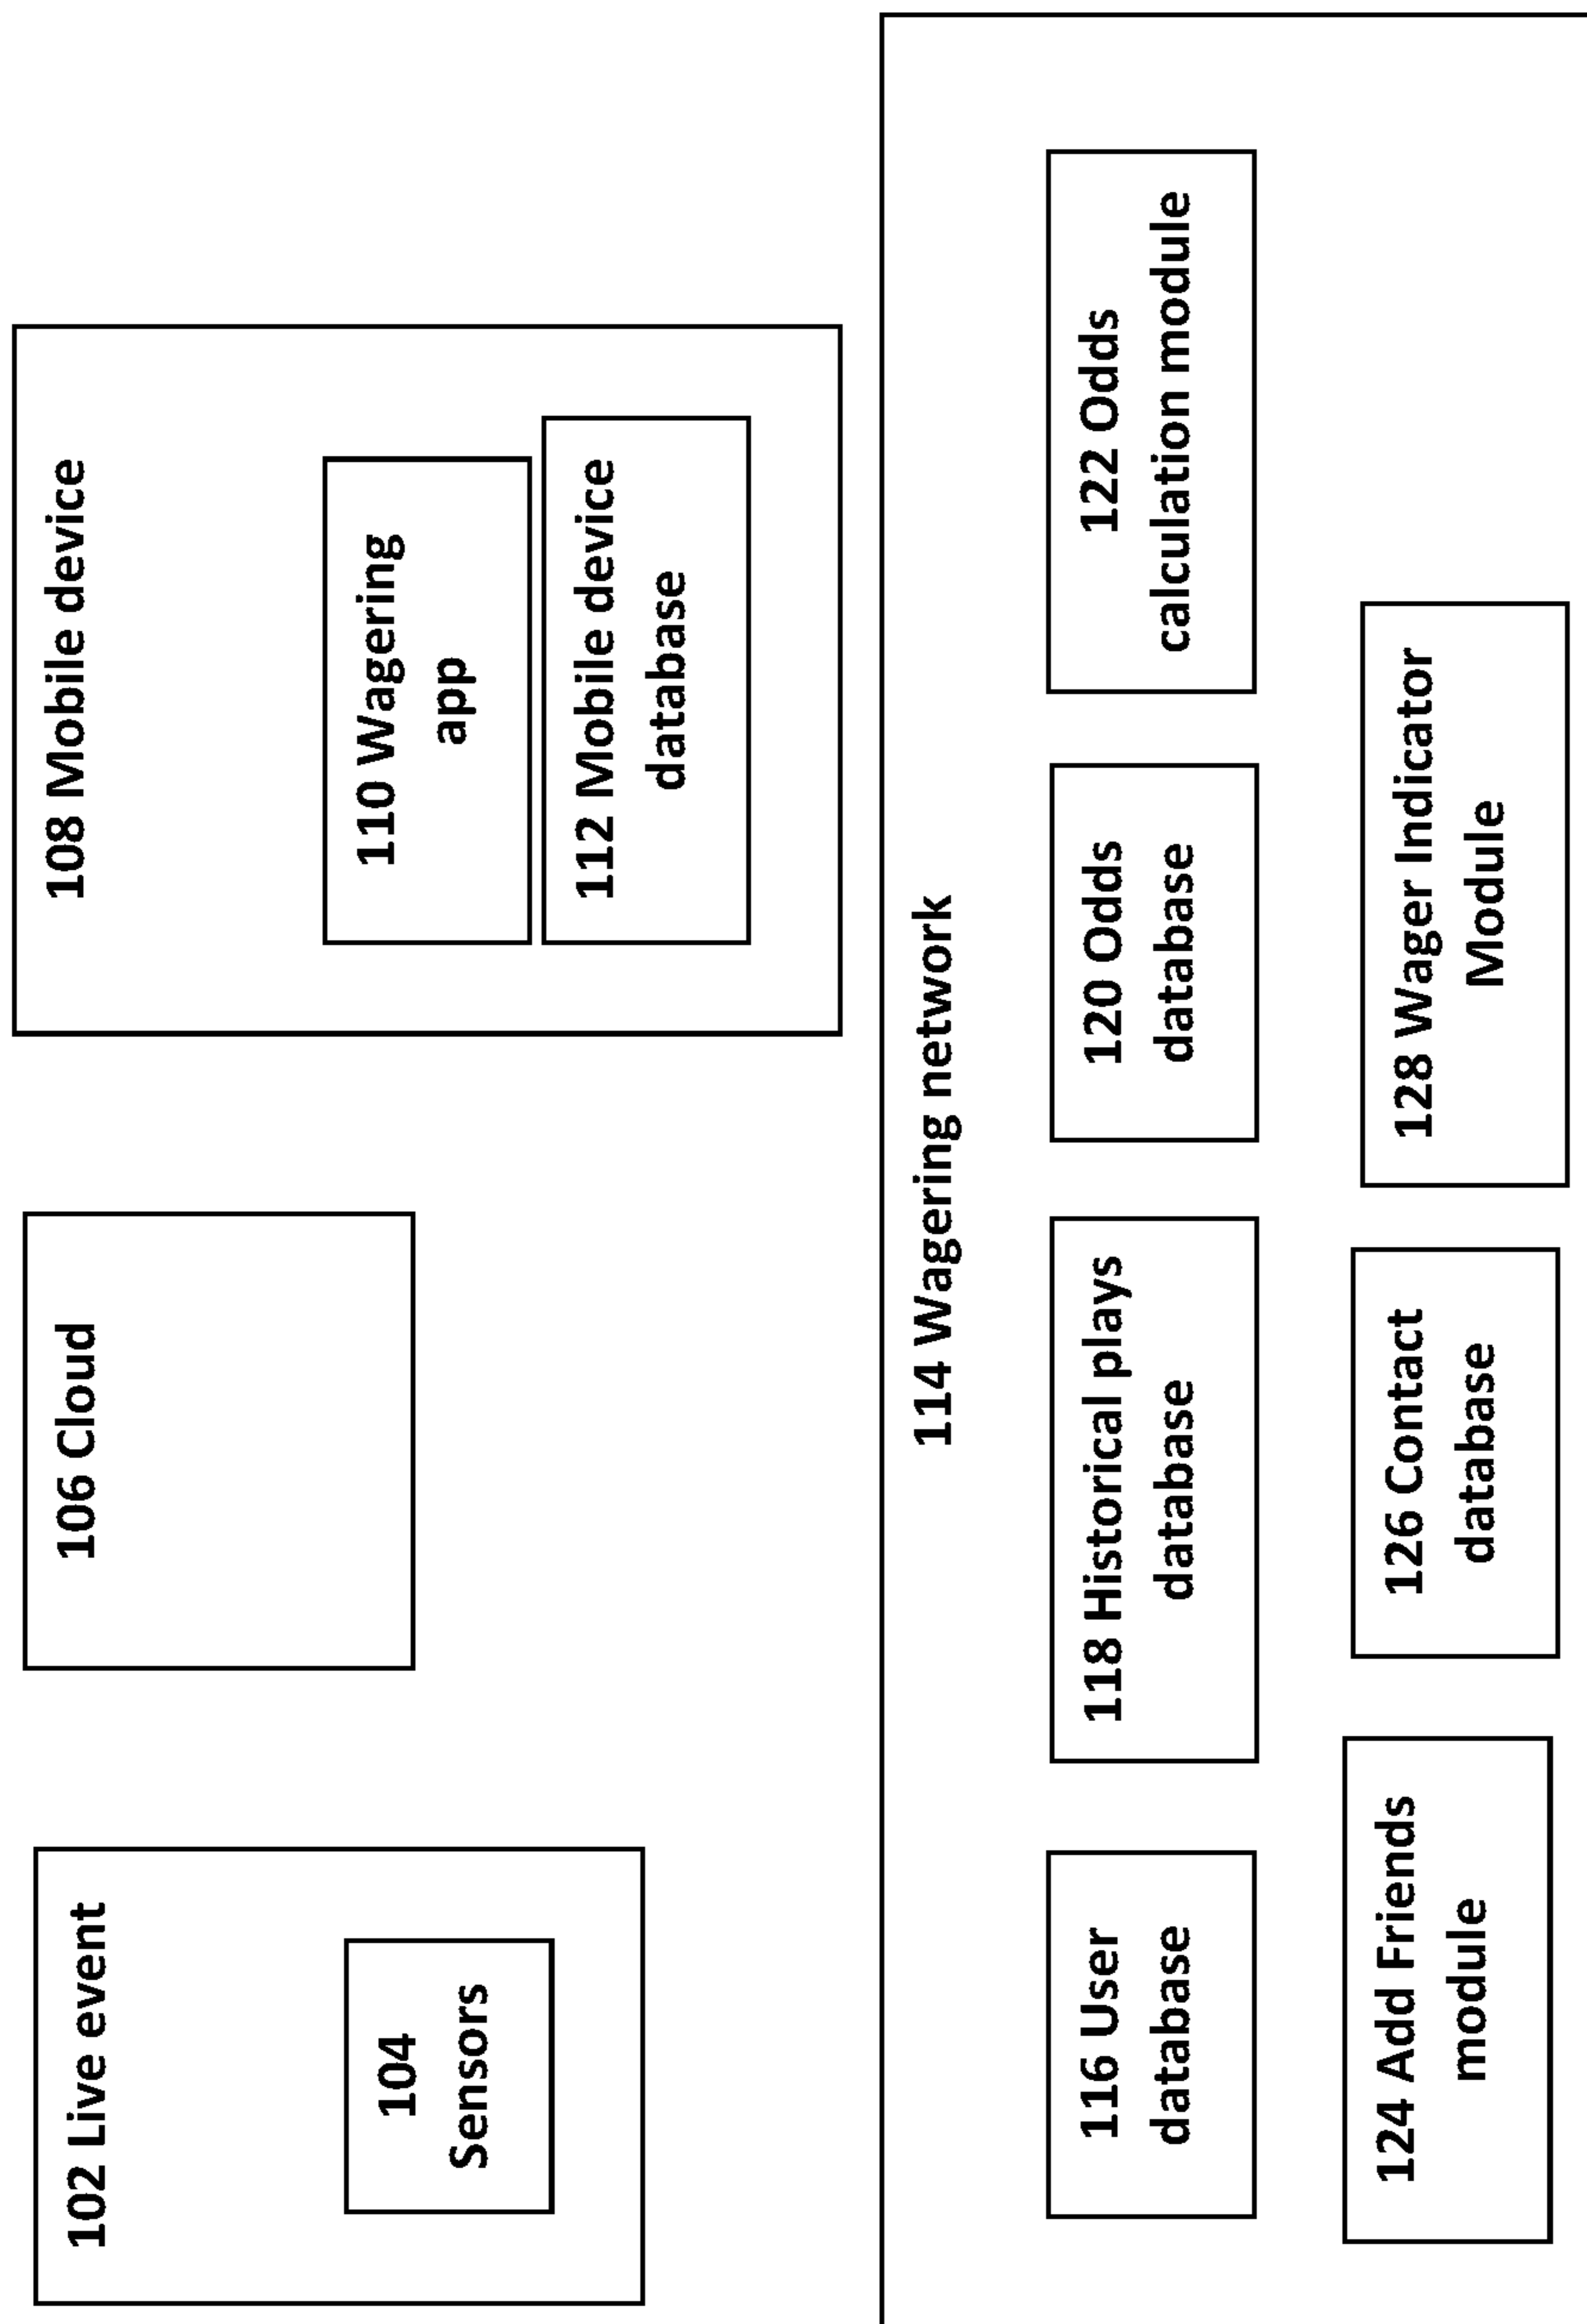 102 Live event
104
Sensors
106 Cloud
108 Mobile device
110 Wagering
app
112 Mobile device
database
114 Wagering network
116 User
database
118 Historical plays
database
120 Odds
database
122 Odds
calculation module
124 Add Friends
module
126 Contact
database
128 Wager Indicator
Module